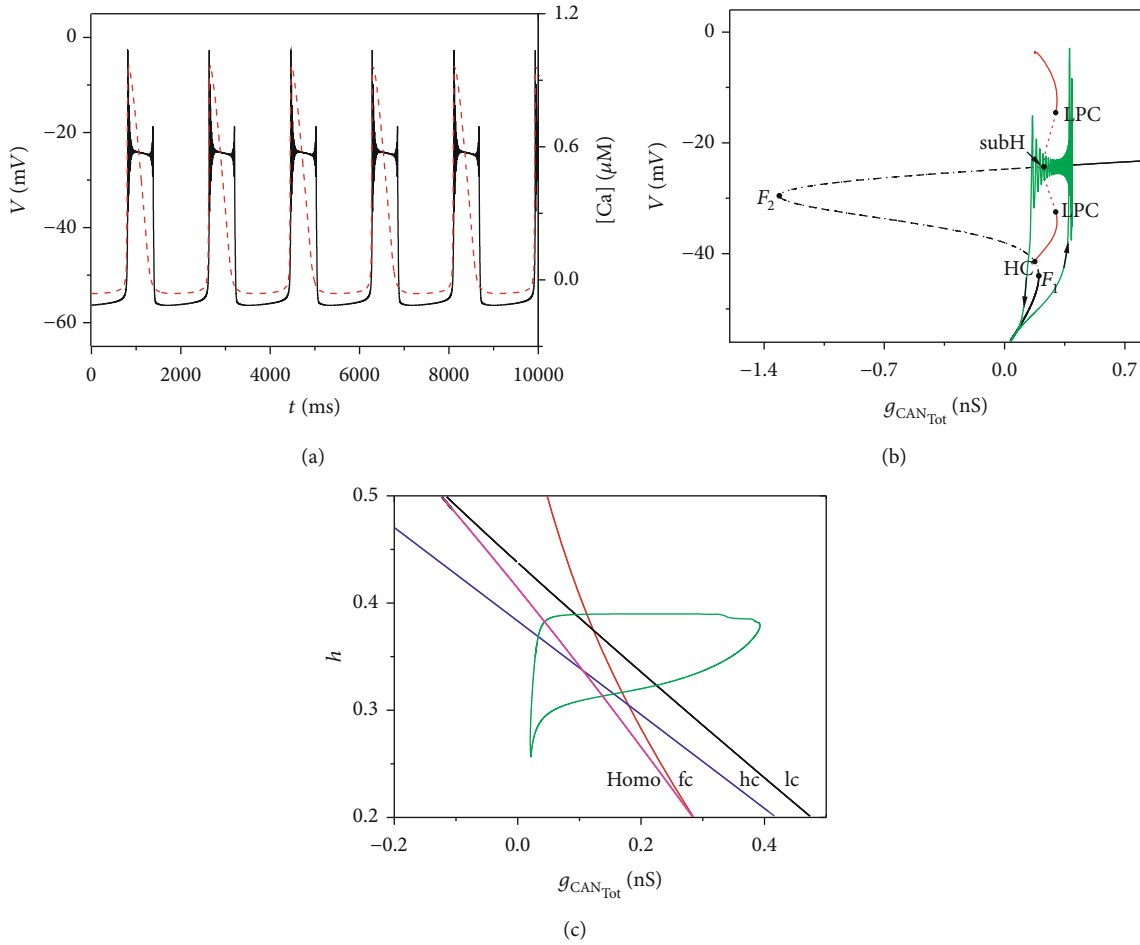 0
−20
−40
−60
V (mV)
1.2
0.6
0.0
[Ca] (μM)
0 2000 4000 6000 8000 10000
t (ms)
(a)
0
−20
−40
V (mV)
LPC
subH
F₂
LPC
HC
F₁
−1.4 −0.7 0.0 0.7
g_CAN_Tot (nS)
(b)
0.5
0.4
0.3
0.2
h
Homo fc hc lc
−0.2 0.0 0.2 0.4
g_CAN_Tot (nS)
(c)